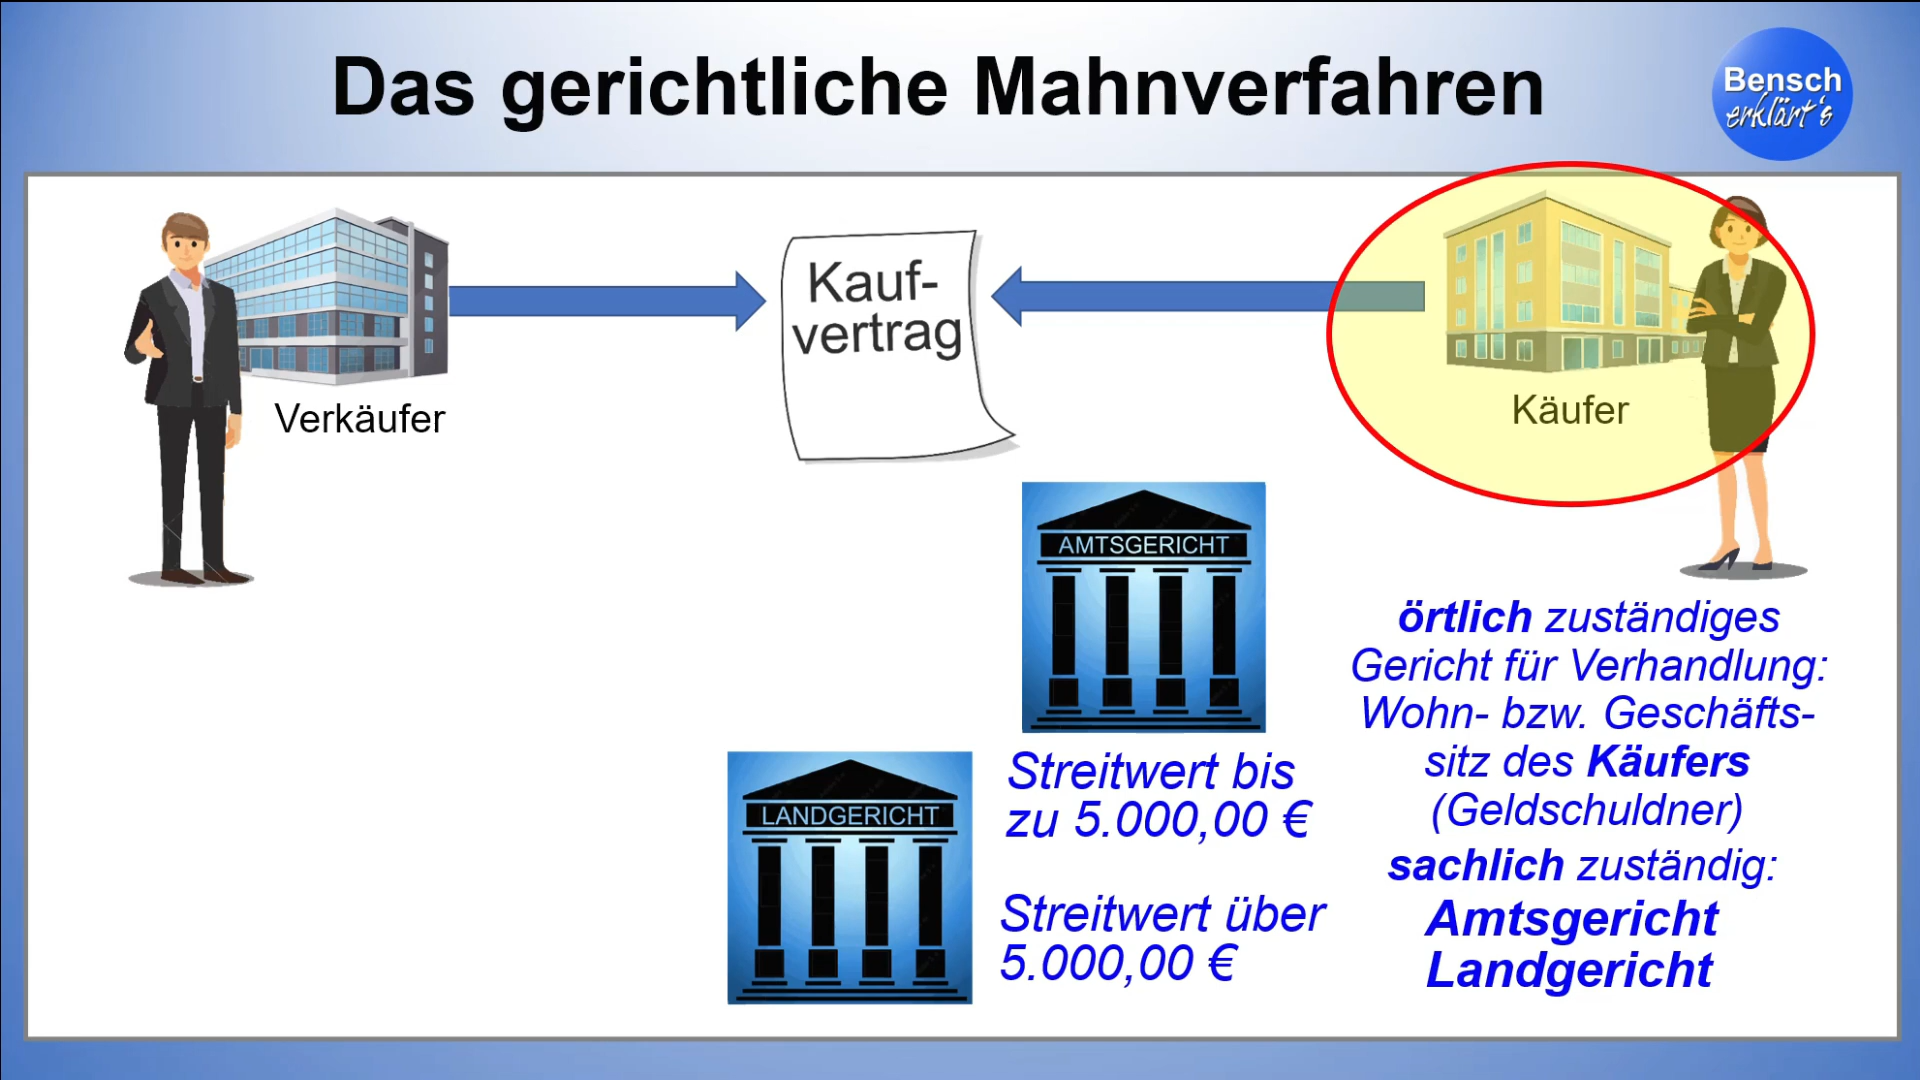 Das gerichtliche Mahnverfahren
Bensch
erklärt's
Kauf-
vertrag
Verkäufer
Käufer
AMTSGERICHT
Streitwert bis
zu 5.000,00 €
LANDGERICHT
Streitwert über
5.000,00 €
örtlich zuständiges
Gericht für Verhandlung:
Wohn- bzw. Geschäfts-
sitz des Käufers
(Geldschuldner)
sachlich zuständig:
Amtsgericht
Landgericht